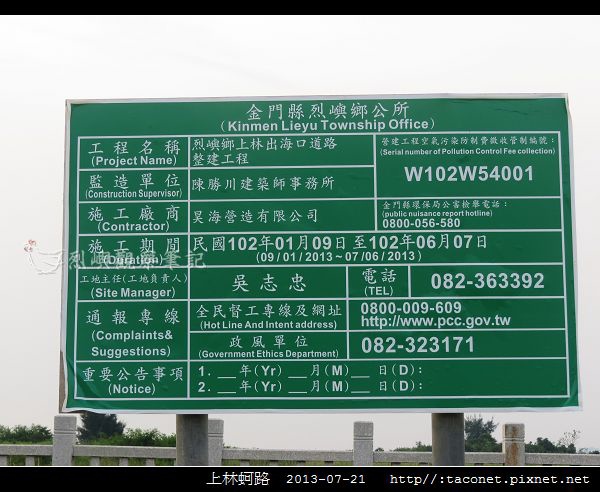 金門縣烈嶼鄉公所
(Kinmen Lieyu Township Office)
工程名稱
(Project Name)
烈嶼鄉上林出海口道路
整建工程
營建工程空氣污染防制費徵收管制編號:
(Serial number of Pollution Control Fee collection)
W102W54001
監造單位
(Construction Supervisor)
陳勝川建築師事務所
施工廠商
(Contractor)
昊海營造有限公司
金門縣環保局公害檢舉電話:
(public nuisance report hotline)
0800-056-580
施工期間
(Duration)
民國102年01月09日至102年06月07日
(09/01/2013~07/06/2013)
工地主任(工地負責人)
(Site Manager)
吳志忠
電話
(TEL)
082-363392
通報專線
(Complaints&
Suggestions)
全民督工專線及網址
(Hot Line And Intent address)
0800-009-609
http://www.pcc.gov.tw
政風單位
(Government Ethics Department)
082-323171
重要公告事項
(Notice)
1. __年(Yr) __月(M) __日(D):
2. __年(Yr) __月(M) __日(D):
烈嶼觀察筆記
上林蚵路 2013-07-21 http://:taconet.pixnet.net